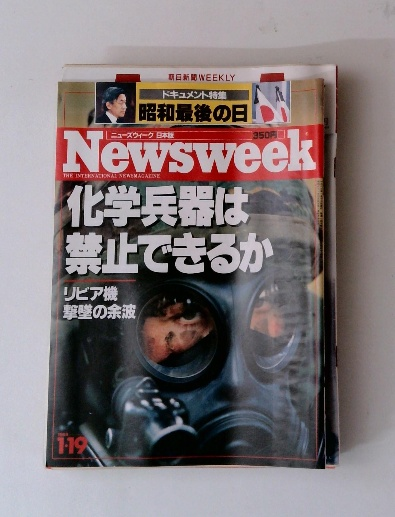 朝日新聞WEEKLY
ドキュメント特集
昭和最後の日
ニューズウィーク 日本版
350円
Newsweek
THE INTERNATIONAL NEWSMAGAZINE
化学兵器は
禁止できるか
リビア機
撃墜の余波
1·19